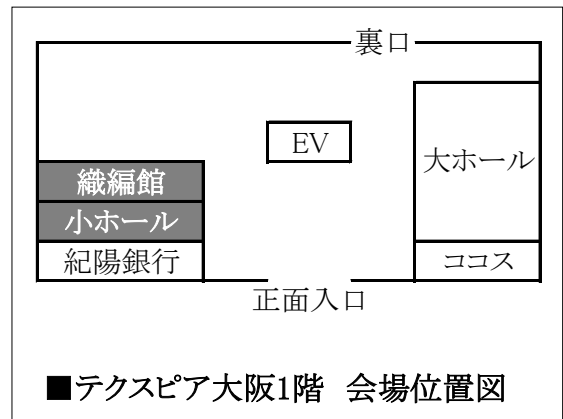 裏口
EV
大ホール
織編館
小ホール
紀陽銀行
ココス
正面入口
■テクスピア大阪1階 会場位置図